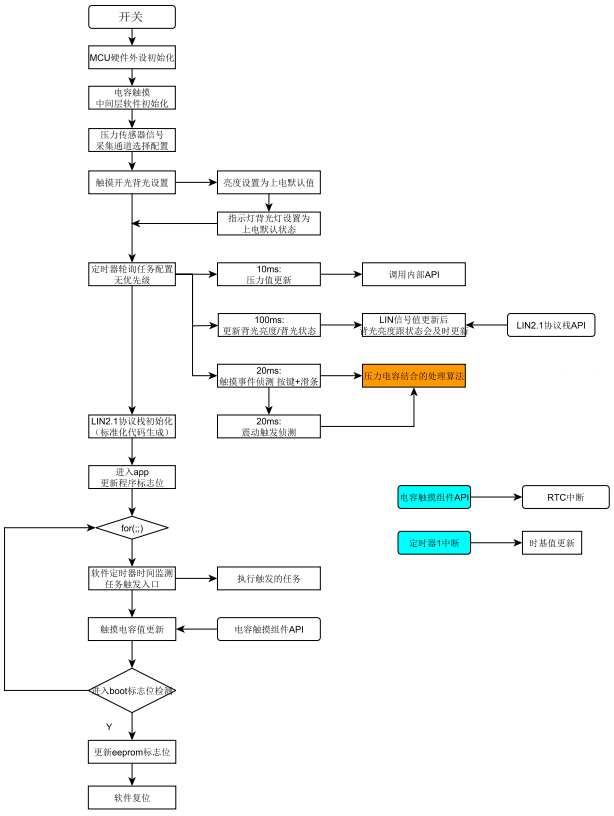 开关
MCU硬件外设初始化
电容触摸
中间层软件初始化
压力传感器信号
采集通道选择配置
触摸开光背光设置
亮度设置为上电默认值
指示灯背光灯设置为
上电默认状态
定时器轮询任务配置
无优先级
10ms:
压力值更新
调用内部API
100ms:
更新背光亮度/背光状态
LIN信号值更新后
背光亮度跟状态会及时更新
LIN2.1协议栈API
20ms:
触摸事件侦测 按键+滑条
压力电容结合的处理算法
20ms:
震动触发侦测
LIN2.1协议栈初始化
（标准化代码生成）
进入app
更新程序标志位
电容触摸组件API
RTC中断
for(;;)
定时器1中断
时基值更新
软件定时器时间监测
任务触发入口
执行触发的任务
触摸电容值更新
电容触摸组件API
进入boot标志位检测
Y
更新eeprom标志位
软件复位